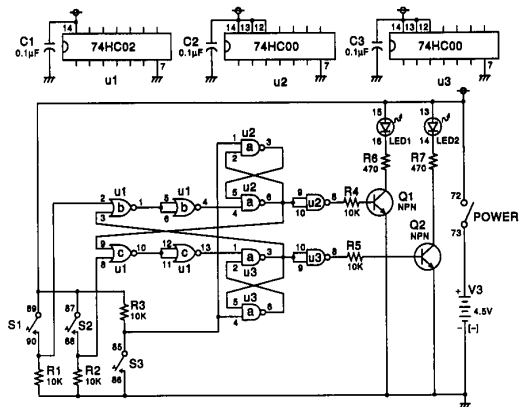 C1
0.1µF
14
74HC02
7
u1
C2
0.1µF
14 13 12
74HC00
7
u2
C3
0.1µF
14 13 12
74HC00
7
u3
15
16
LED1
13
14
LED2
R6
470
R7
470
u2
1
2
a
3
5
4
a
6
u2
9
10
u2
8
R4
10K
Q1
NPN
Q2
NPN
72
POWER
73
u1
2
3
b
1
u1
5
6
b
4
9
8
c
10
u1
12
11
c
13
u1
1
2
a
3
u3
u3
5
4
a
6
9
10
u3
8
R5
10K
V3
+
4.5V
- [-]
89
S1
90
87
S2
88
R3
10K
85
S3
86
R1
10K
R2
10K